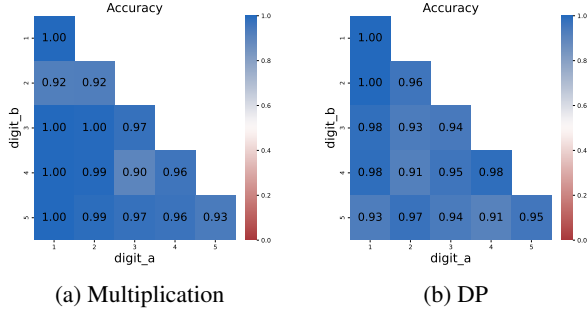 Accuracy
1 1.00
2 0.92 0.92
3 1.00 1.00 0.97
4 1.00 0.99 0.90 0.96
5 1.00 0.99 0.97 0.96 0.93
1 2 3 4 5
digit_b
digit_a
1.0
0.8
0.6
0.4
0.2
0.0
(a) Multiplication
Accuracy
1 1.00
2 1.00 0.96
3 0.98 0.93 0.94
4 0.98 0.91 0.95 0.98
5 0.93 0.97 0.94 0.91 0.95
1 2 3 4 5
digit_b
digit_a
1.0
0.8
0.6
0.4
0.2
0.0
(b) DP